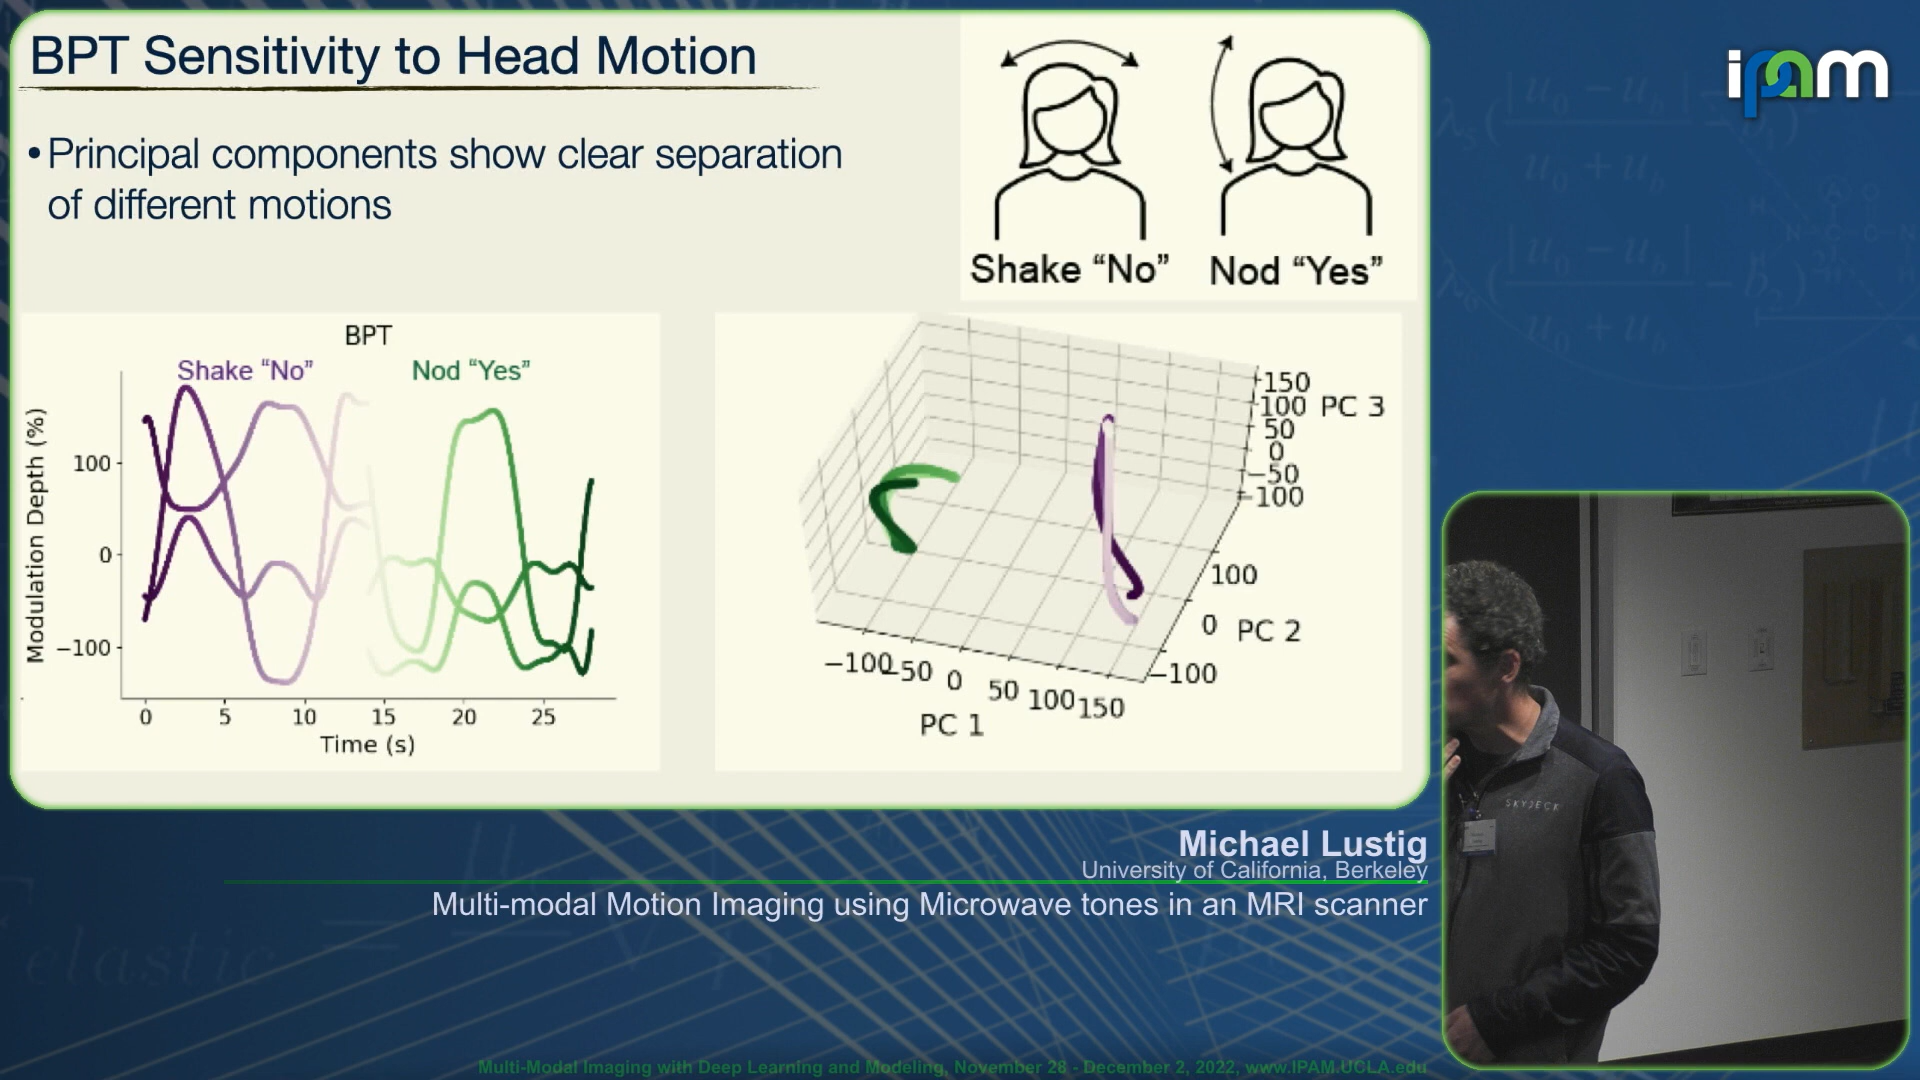 BPT Sensitivity to Head Motion
• Principal components show clear separation
of different motions
Shake “No” Nod “Yes”
BPT
Shake “No” Nod “Yes”
Modulation Depth (%)
100
0
−100
0 5 10 15 20 25
Time (s)
150
100 PC 3
50
0
−50
−100
100
0 PC 2
−100
−100 −50 0 50 100 150
PC 1
ipam
SKYDECK
Michael Lustig
University of California, Berkeley
Multi-modal Motion Imaging using Microwave tones in an MRI scanner
elastic
Multi-Modal Imaging with Deep Learning and Modeling, November 28 - December 2, 2022, www.IPAM.UCLA.edu